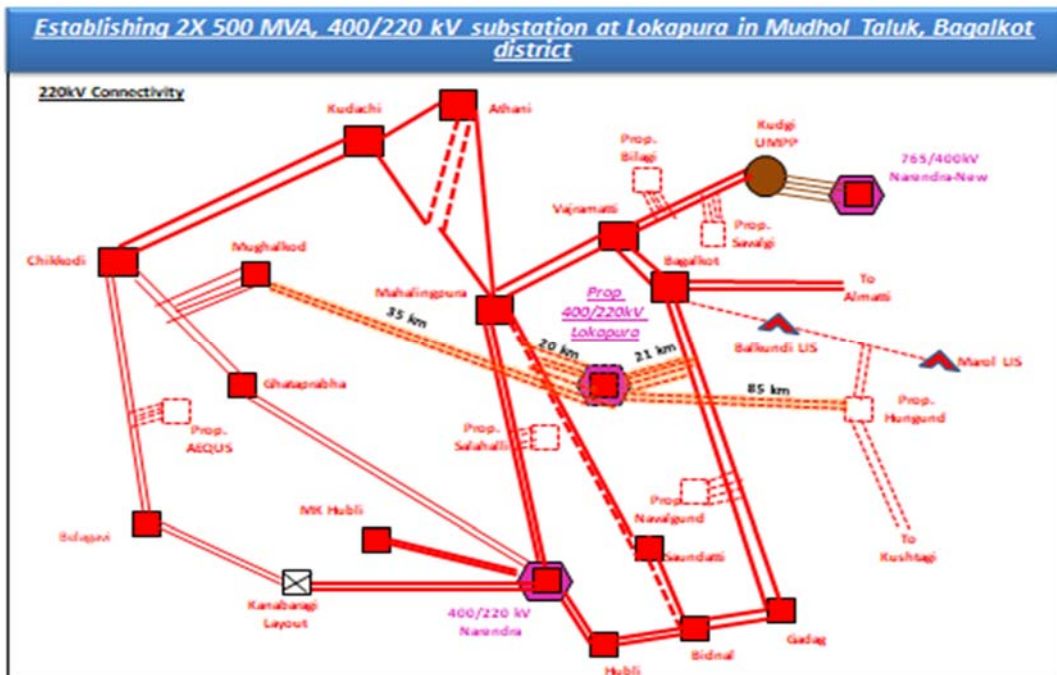 Establishing 2X 500 MVA, 400/220 kV substation at Lokapura in Mudhol Taluk, Bagalkot
district
220kV Connectivity
Kudachi
Athani
Prop.
Bilagi
Kudgi
UMPP
765/400kV
Narendra-New
Vajramatti
Prop.
Savalgi
Chikkodi
Mughalkod
Bagalkot
Mahalingpura
Prop
400/220kV
Lokapura
To
Almatti
35 km
20 km
21 km
Balkundi LIS
Marol LIS
85 km
Ghataprabha
Prop.
Hungund
Prop.
AEQUS
Prop.
Salahalli
MK Hubli
Prop.
Navalgund
Belagavi
Saundatti
To
Kushtagi
Kanabaragi
Layout
400/220 kV
Narendra
Hubli
Bidnal
Gadag